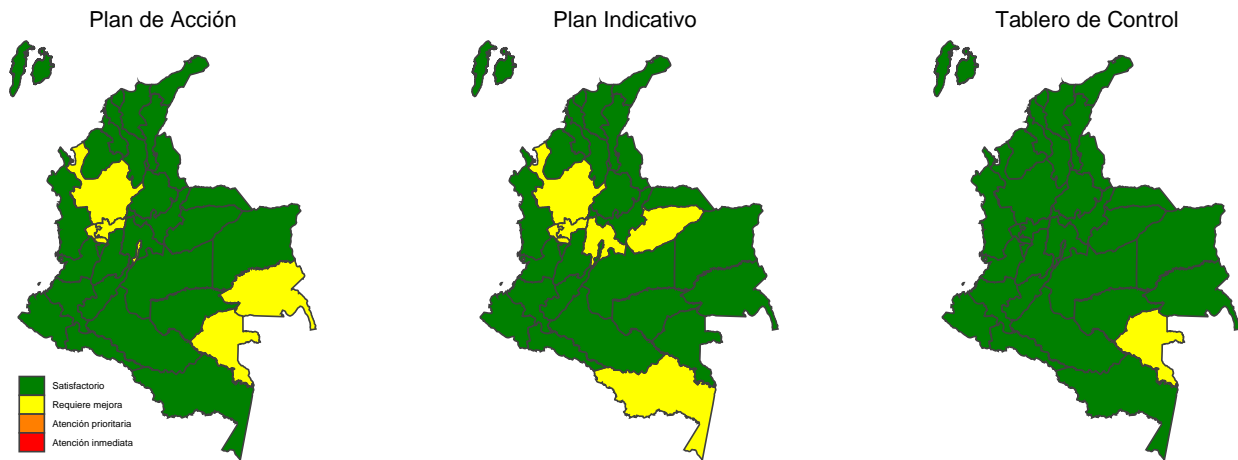 Plan de Acción
Plan Indicativo
Tablero de Control
Satisfactorio
Requiere mejora
Atención prioritaria
Atención inmediata